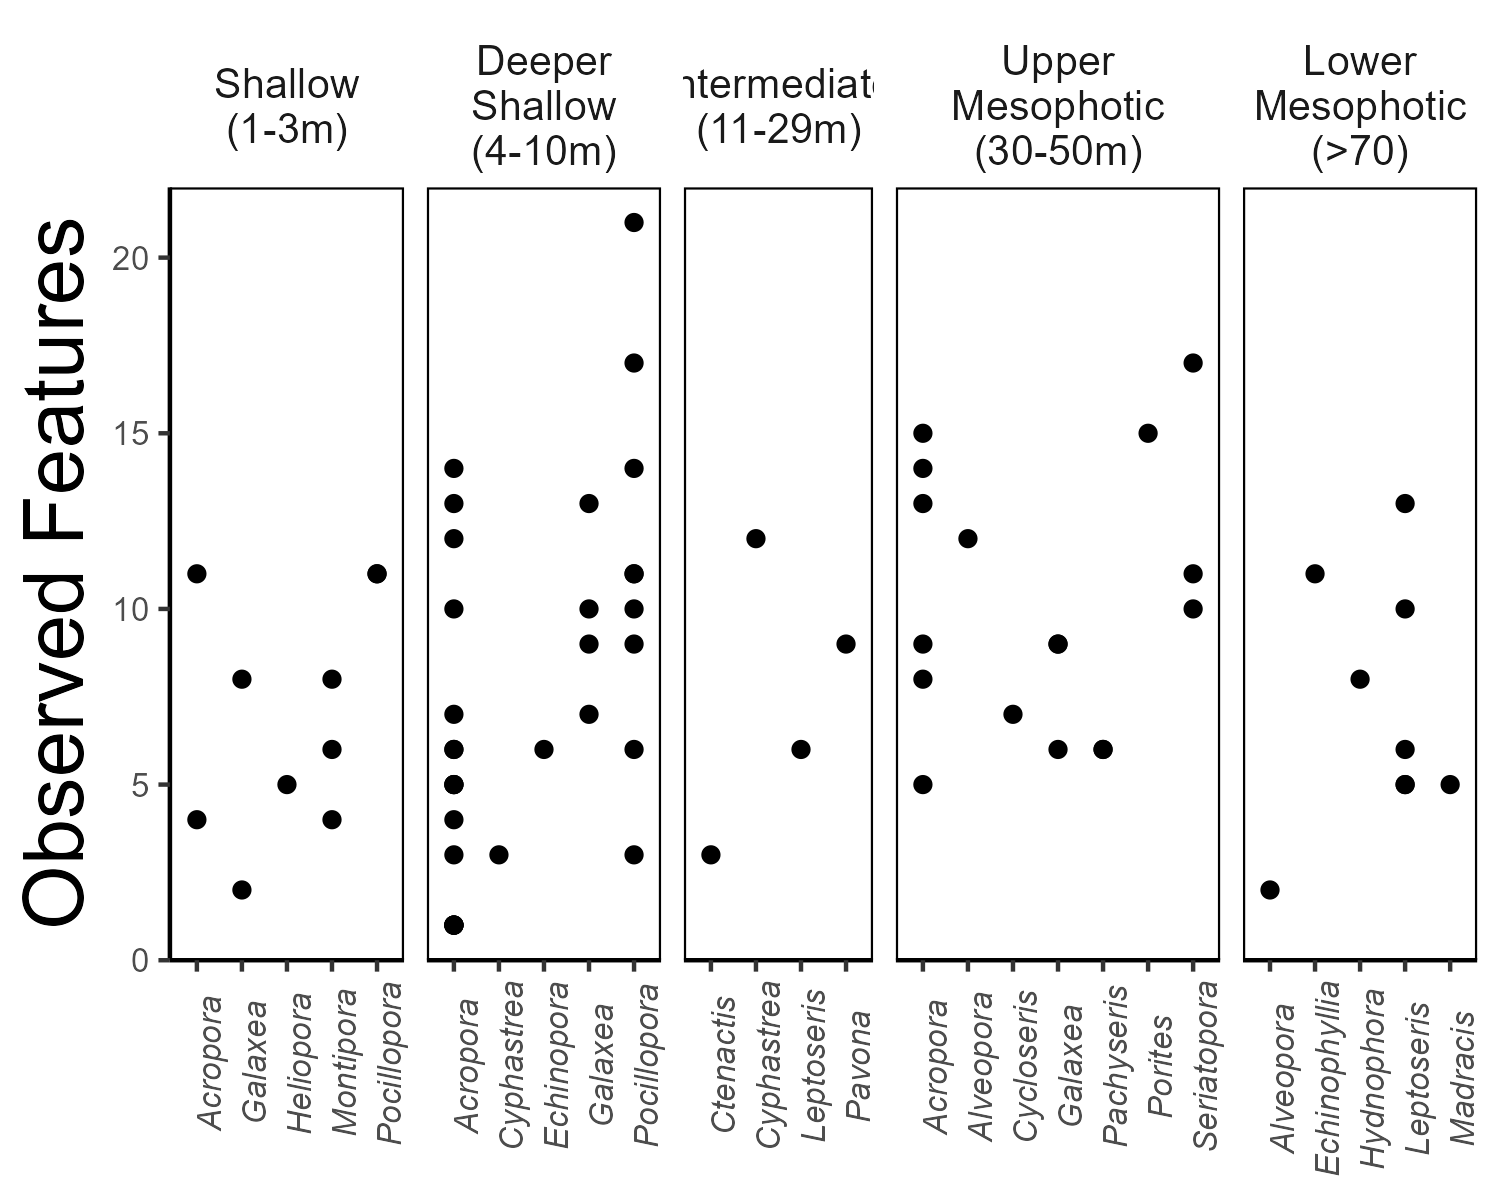 Shallow
(1-3m)
Deeper
Shallow
(4-10m)
ntermediate
(11-29m)
Upper
Mesophotic
(30-50m)
Lower
Mesophotic
(>70)
Observed Features
20
15
10
5
0
Acropora
Galaxea
Heliopora
Montipora
Pocillopora
Acropora
Cyphastrea
Echinopora
Galaxea
Pocillopora
Ctenactis
Cyphastrea
Leptoseris
Pavona
Acropora
Alveopora
Cycloseris
Galaxea
Pachyseris
Porites
Seriatopora
Alveopora
Echinophyllia
Hydnophora
Leptoseris
Madracis